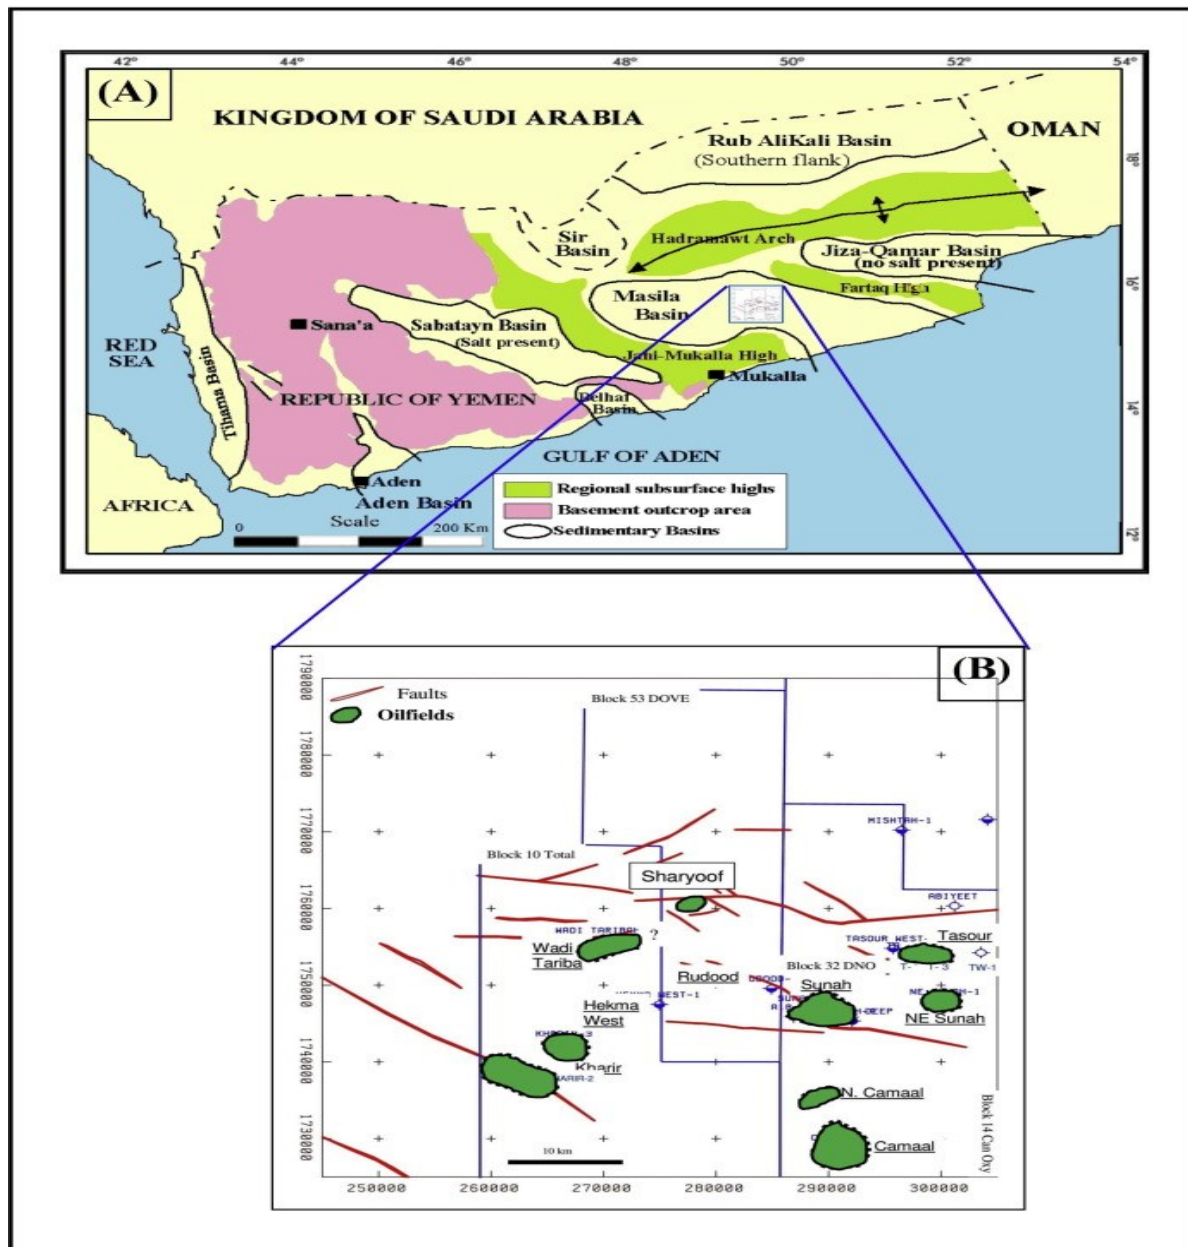 42° 44° 46° 48° 50° 52° 54°
(A)
KINGDOM OF SAUDI ARABIA
OMAN
Rub AliKali Basin
(Southern flank)
18°
Sir
Basin
Hadramawt Arch
Jiza-Qamar Basin
(no salt present)
Fartaq High
16°
Masila
Basin
Sabatayn Basin
(Salt present)
Sana'a
RED
SEA
Tihama Basin
Jani-Mukalla High
Mukalla
REPUBLIC OF YEMEN
Belhaf
Basin
14°
GULF OF ADEN
Aden
Aden Basin
AFRICA
Scale
0 200 Km
Regional subsurface highs
Basement outcrop area
Sedimentary Basins
12°
(B)
1790000
Faults
Oilfields
Block 53 DOVE
1780000
1770000
MISHTAH-1
Block 10 Total
Sharyoof
1760000
ABIYEET
WADI TARIBAH
?
Wadi
Tariba
TASOUR WEST-
Tasour
T- T-3 TW-1
Rudood
Block 32 DNO
1750000
Sunah
WEST-1
Hekma
West
NE Sunah
Kharir
1740000
N. Camaal
Camaal
1730000
Block 14 Can Oxy
10 km
250000 260000 270000 280000 290000 300000